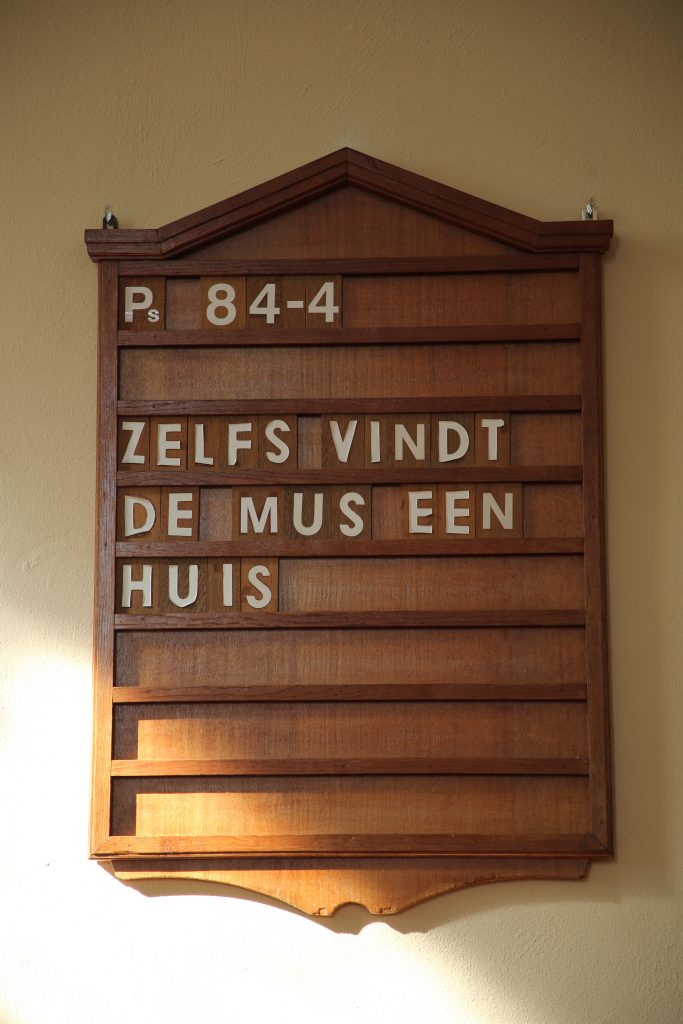 Ps 84-4
ZELFS VINDT
DE MUS EEN
HUIS